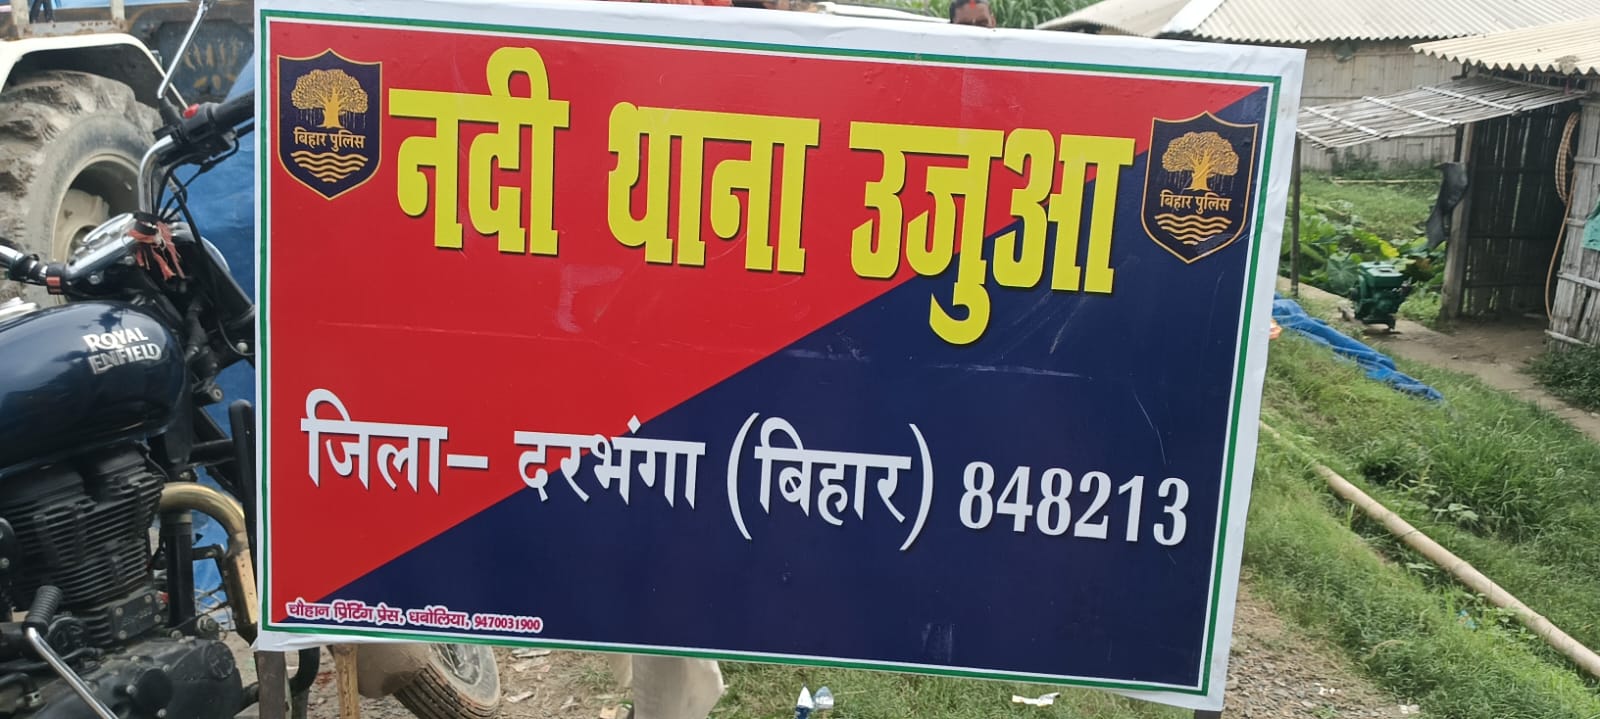 बिहार पुलिस
नदी थाना उजुआ
बिहार पुलिस
ROYAL
ENFIELD
जिला– दरभंगा (बिहार) 848213
चौहान प्रिंटिंग प्रेस, धबोलिया, 9470031900